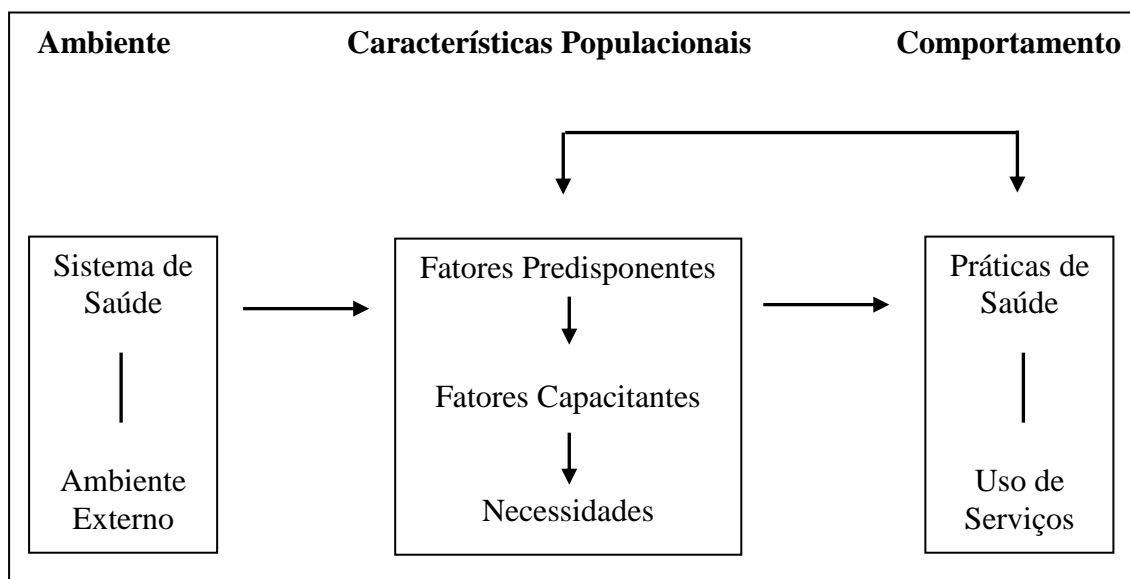 Ambiente
Características Populacionais
Comportamento
Sistema de
Saúde
Ambiente
Externo
Fatores Predisponentes
Fatores Capacitantes
Necessidades
Práticas de
Saúde
Uso de
Serviços